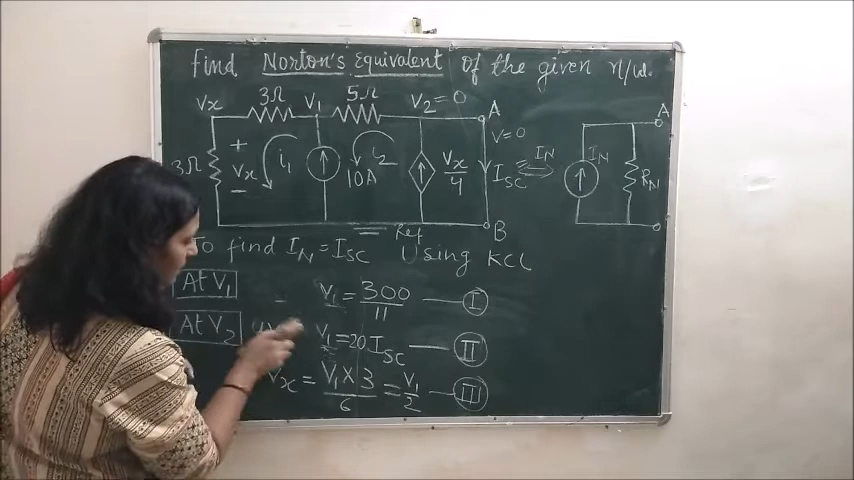 Find Norton's Equivalent of the given n/w.
Vx 3Ω V₁ 5Ω V₂ = 0 A A
3Ω + Vx − i₁ 10A i₂ Vx/4 V=0 Isc ⇔ IN IN RN
Ref B
To find IN = Isc Using KCL
At V₁ V₁ = 300/11 — I
At V₂ V₁ = 20 Isc — II
Vx = V₁×3/6 = V₁/2 — III